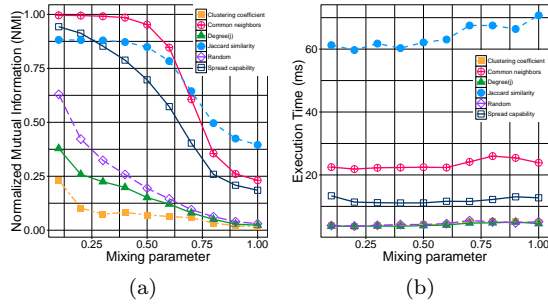 Normalized Mutual Information (NMI)
1.00
0.75
0.50
0.25
0.00
Clustering coefficient
Common neighbors
Degree(j)
Jaccard similarity
Random
Spread capability
0.25
0.50
0.75
1.00
Mixing parameter
(a)
Execution Time (ms)
60
40
20
Clustering coefficient
Common neighbors
Degree(j)
Jaccard similarity
Random
Spread capability
0.25
0.50
0.75
1.00
Mixing parameter
(b)